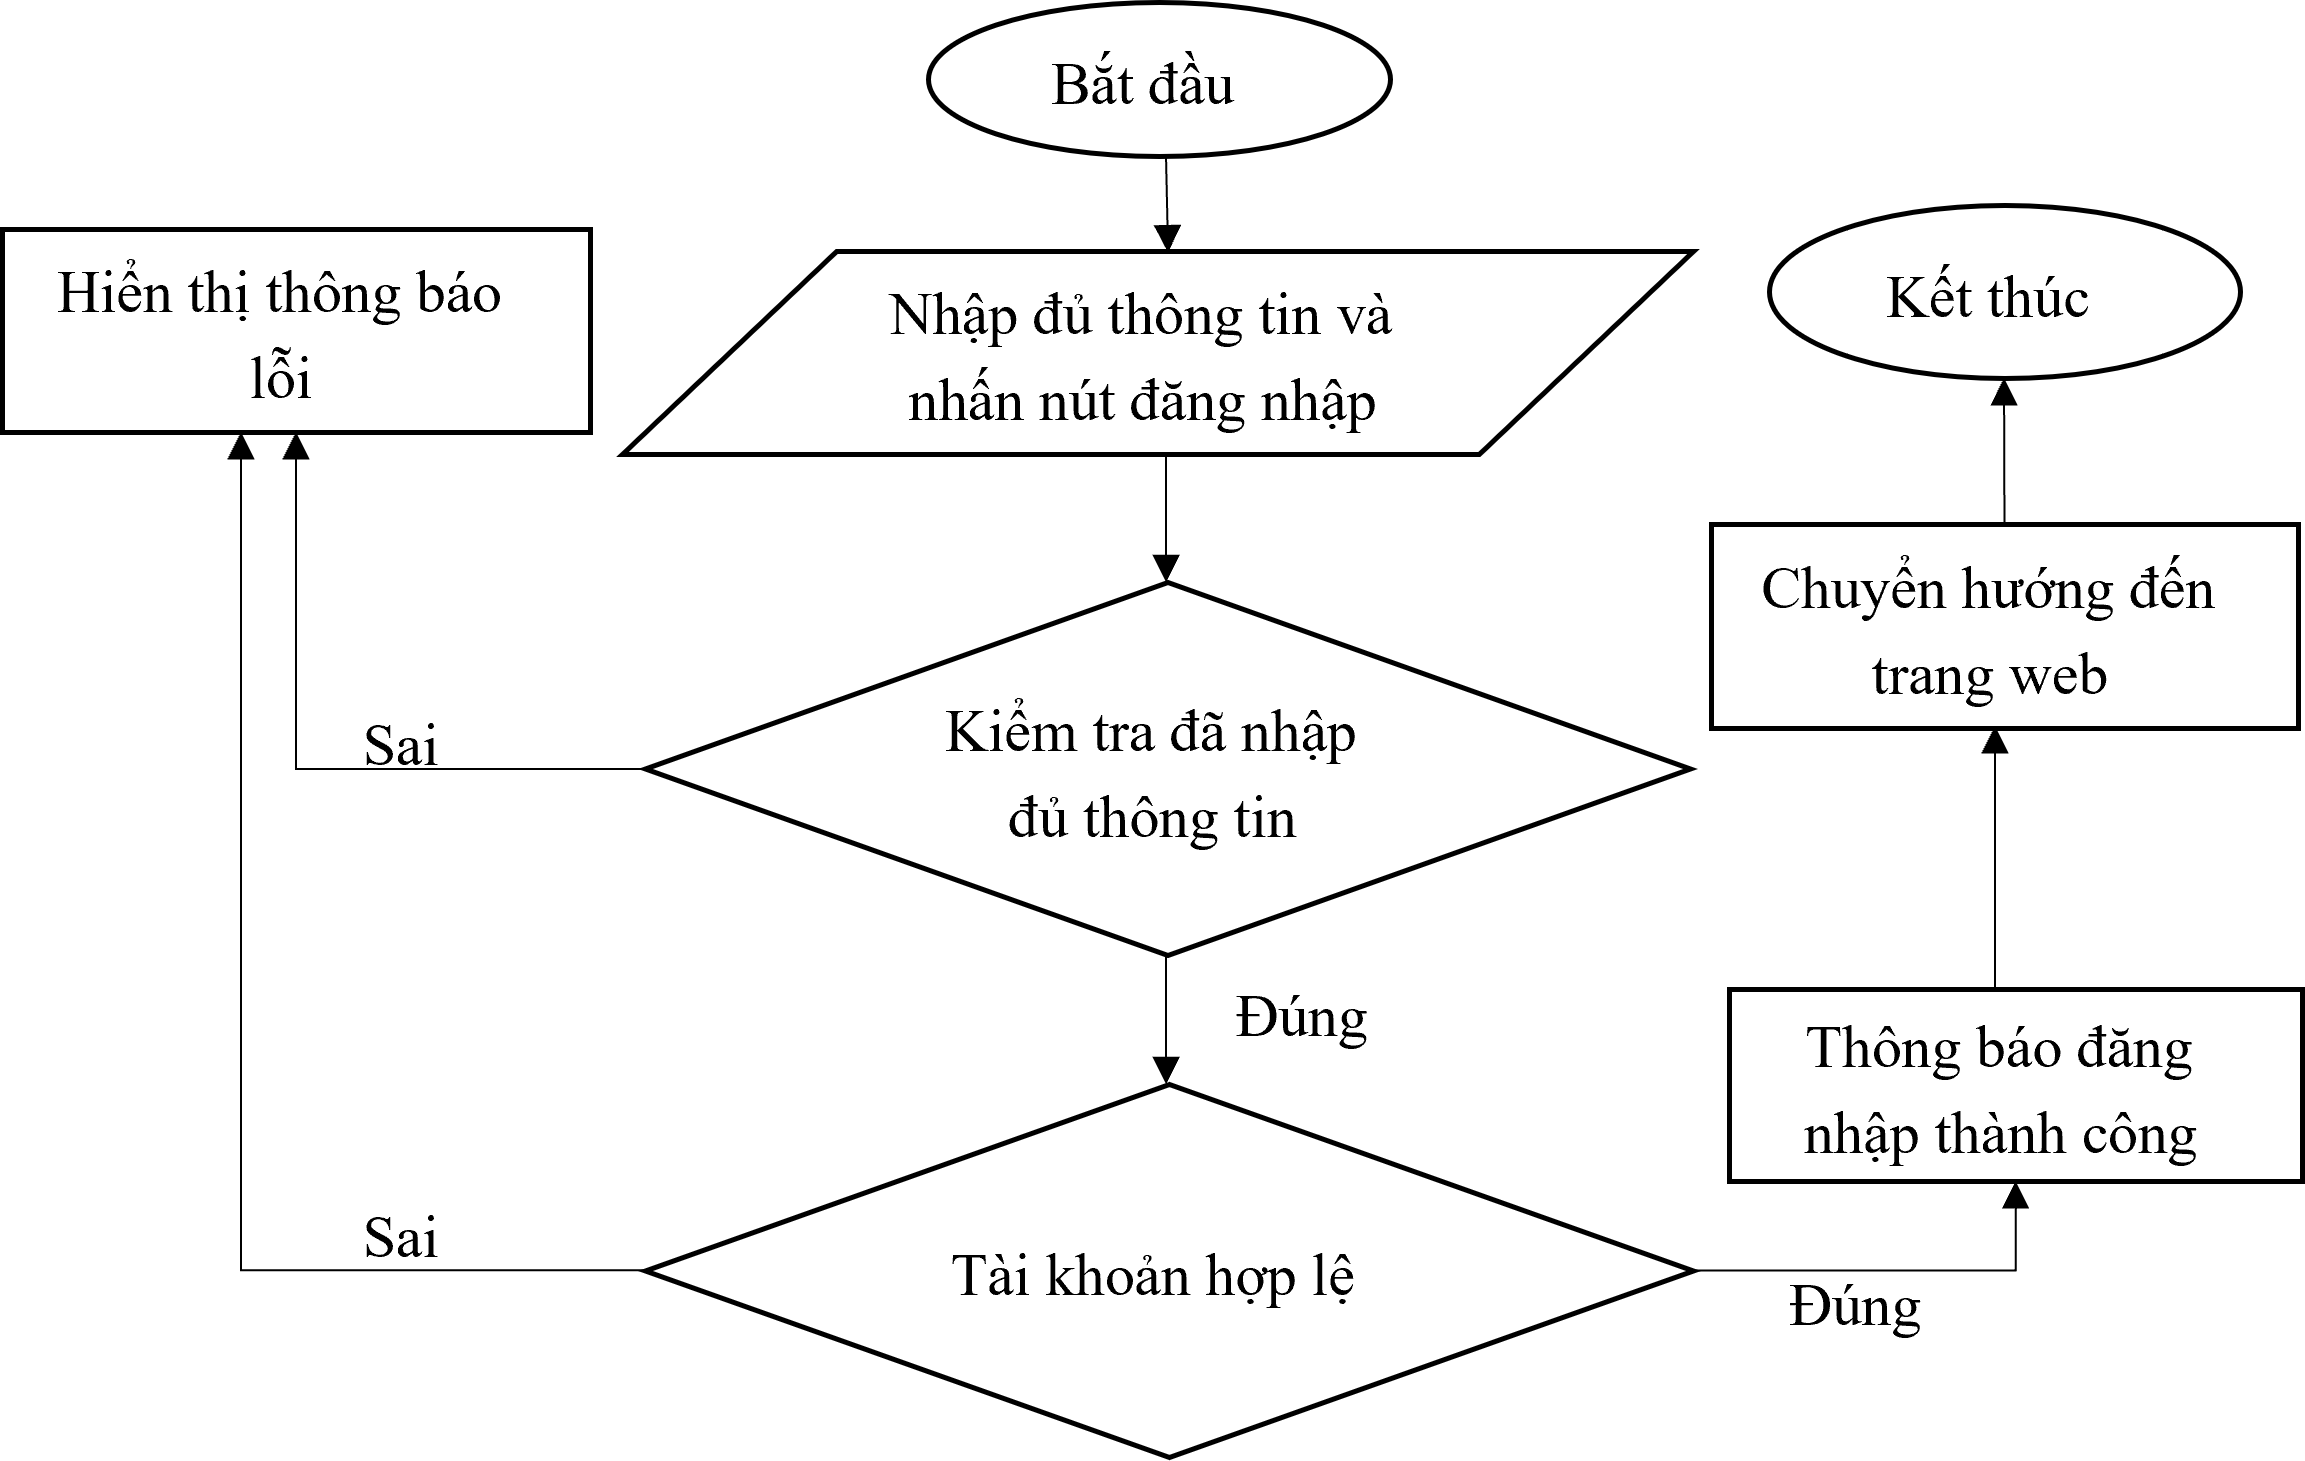 Bắt đầu
Hiển thị thông báo
lỗi
Nhập đủ thông tin và
nhấn nút đăng nhập
Kết thúc
Chuyển hướng đến
trang web
Sai
Kiểm tra đã nhập
đủ thông tin
Đúng
Thông báo đăng
nhập thành công
Sai
Tài khoản hợp lệ
Đúng